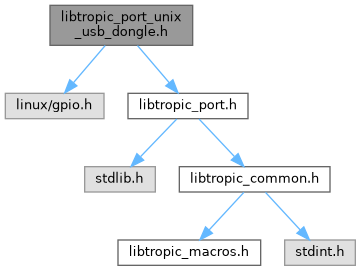 libtropic_port_unix
_usb_dongle.h
linux/gpio.h
libtropic_port.h
stdlib.h
libtropic_common.h
libtropic_macros.h
stdint.h